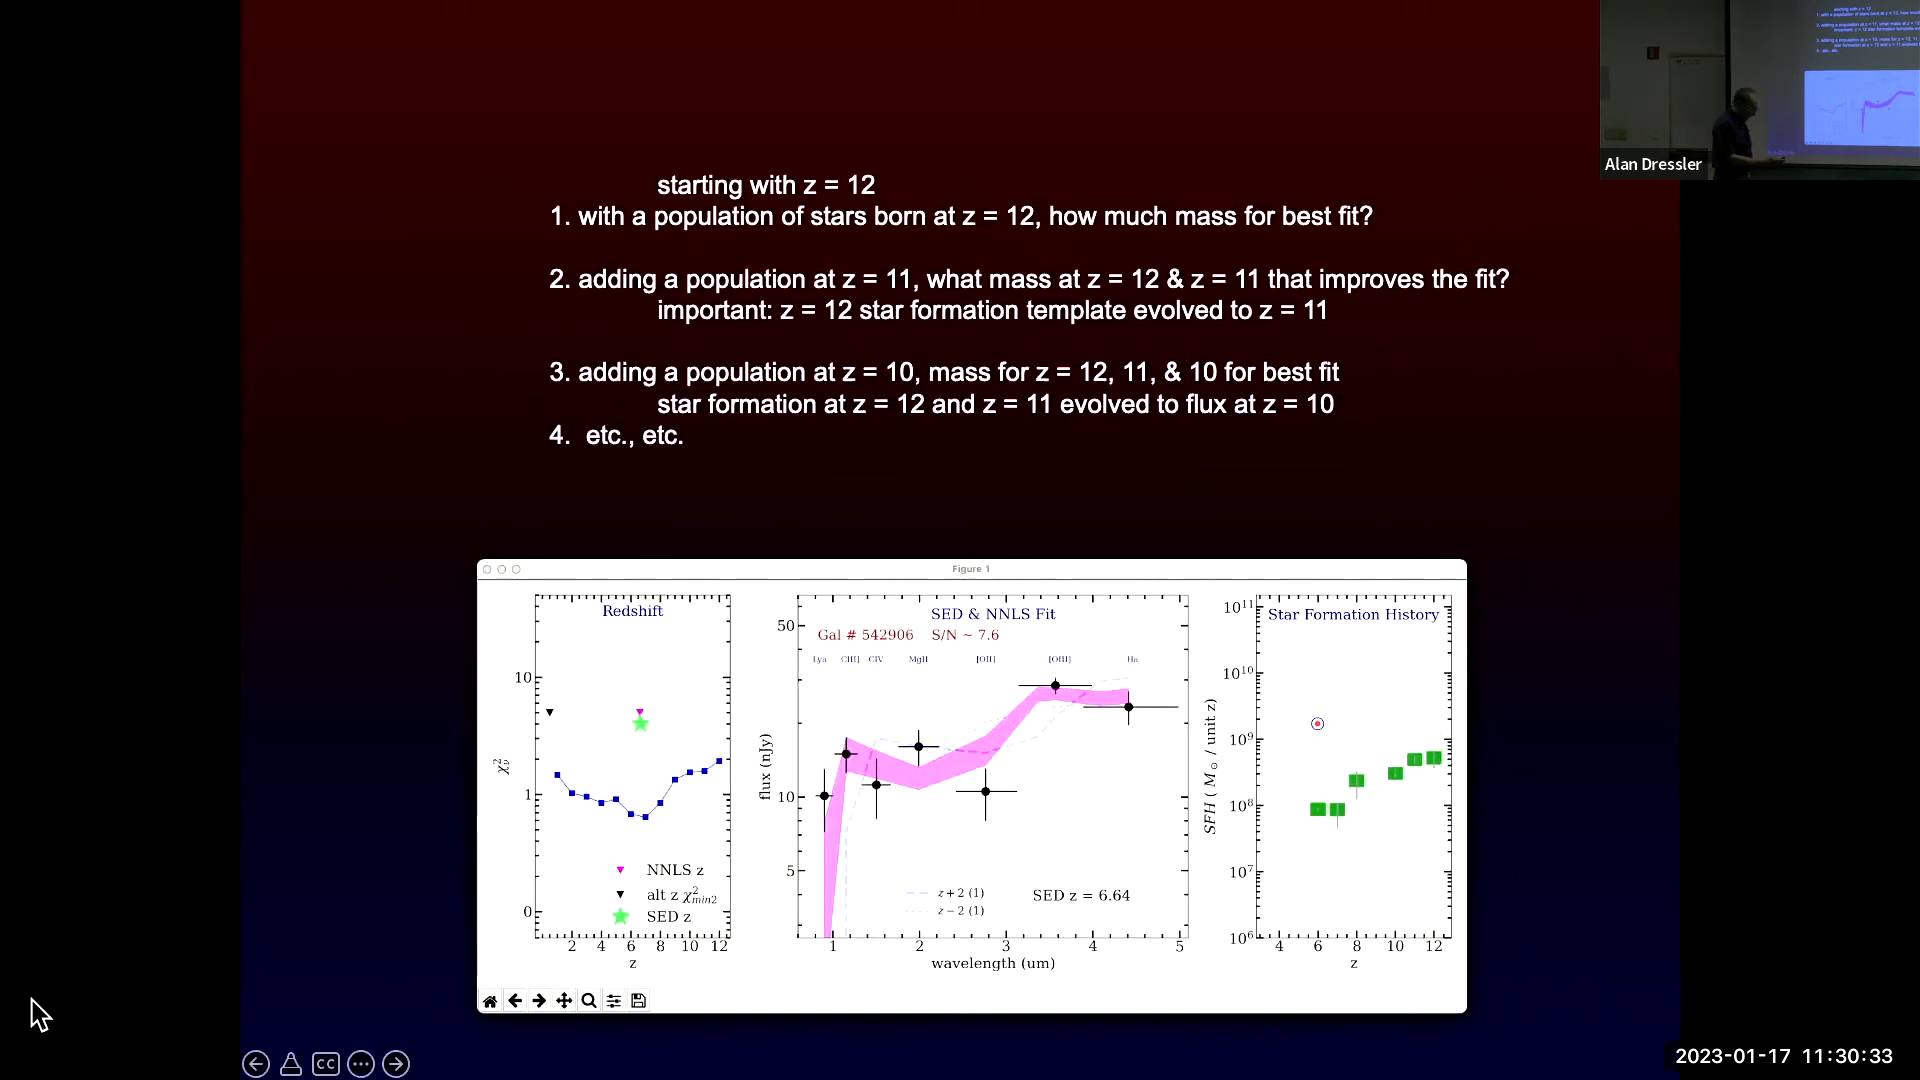 starting with z = 12
1. with a population of stars born at z = 12, how much mass for best fit?
2. adding a population at z = 11, what mass at z = 12 & z = 11 that improves the fit?
important: z = 12 star formation template evolved to z = 11
3. adding a population at z = 10, mass for z = 12, 11, & 10 for best fit
star formation at z = 12 and z = 11 evolved to flux at z = 10
4. etc., etc.
Alan Dressler
Figure 1
Redshift
10
1
0
χ²ᵥ
NNLS z
alt z χ²min2
SED z
2 4 6 8 10 12
z
SED & NNLS Fit
Gal # 542906 S/N ~ 7.6
Lya CIII] CIV MgII [OII] [OIII] Ha
50
10
5
flux (nJy)
z + 2 (1)
z − 2 (1)
SED z = 6.64
1 2 3 4 5
wavelength (um)
Star Formation History
10¹¹
10¹⁰
10⁹
10⁸
10⁷
10⁶
SFH ( M⊙ / unit z)
4 6 8 10 12
z
CC
2023-01-17 11:30:33